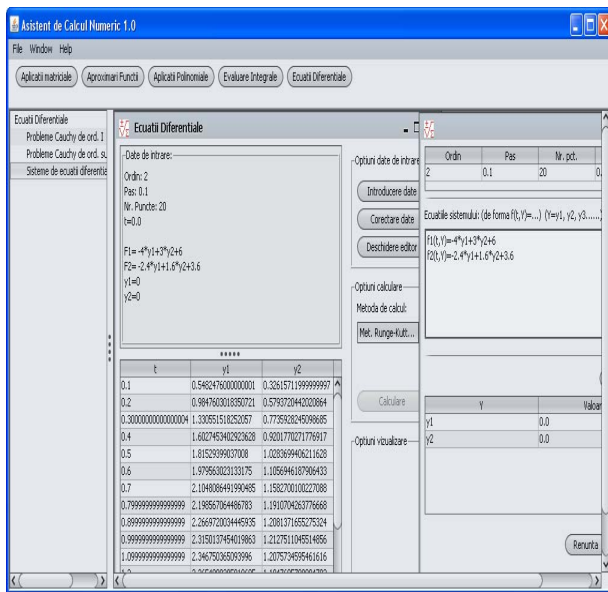 Asistent de Calcul Numeric 1.0
File Window Help
Aplicatii matriciale Aproximari Functii Aplicatii Polinomiale Evaluare Integrale Ecuatii Diferentiale
Ecuatii Diferentiale
Probleme Cauchy de ord. I
Probleme Cauchy de ord. su
Sisteme de ecuatii diferentia
Ecuatii Diferentiale
Date de intrare:
Ordin: 2
Pas: 0.1
Nr. Puncte: 20
t=0.0
F1= -4*y1+3*y2+6
F2= -2.4*y1+1.6*y2+3.6
y1=0
y2=0
t y1 y2
0.1 0.5482476000000001 0.32615711999999997
0.2 0.9847603018350721 0.5793720442020864
0.30000000000000004 1.330551518252057 0.7735928245098685
0.4 1.6027453402923628 0.9201770271776917
0.5 1.81529399037008 1.0283699406211628
0.6 1.979563023133175 1.1056946187906433
0.7 2.1048086491990485 1.1582700100227088
0.7999999999999999 2.198567064486783 1.1910704263776668
0.8999999999999999 2.2669720034445935 1.2081371655275324
0.9999999999999999 2.3150137454019863 1.2127511045514856
1.0999999999999999 2.346750365093996 1.2075734595461616
Optiuni date de intrare
Introducere date
Corectare date
Deschidere editor
Optiuni calculare
Metoda de calcul:
Met. Runge-Kutt...
Calculare
Optiuni vizualizare
Ordin Pas Nr. pct.
2 0.1 20 0.
Ecuatiile sistemului: (de forma f(t,Y)=...) (Y=y1, y2, y3......)
f1(t,Y)=-4*y1+3*y2+6
f2(t,Y)=-2.4*y1+1.6*y2+3.6
Y Valoar
y1 0.0
y2 0.0
Renunta